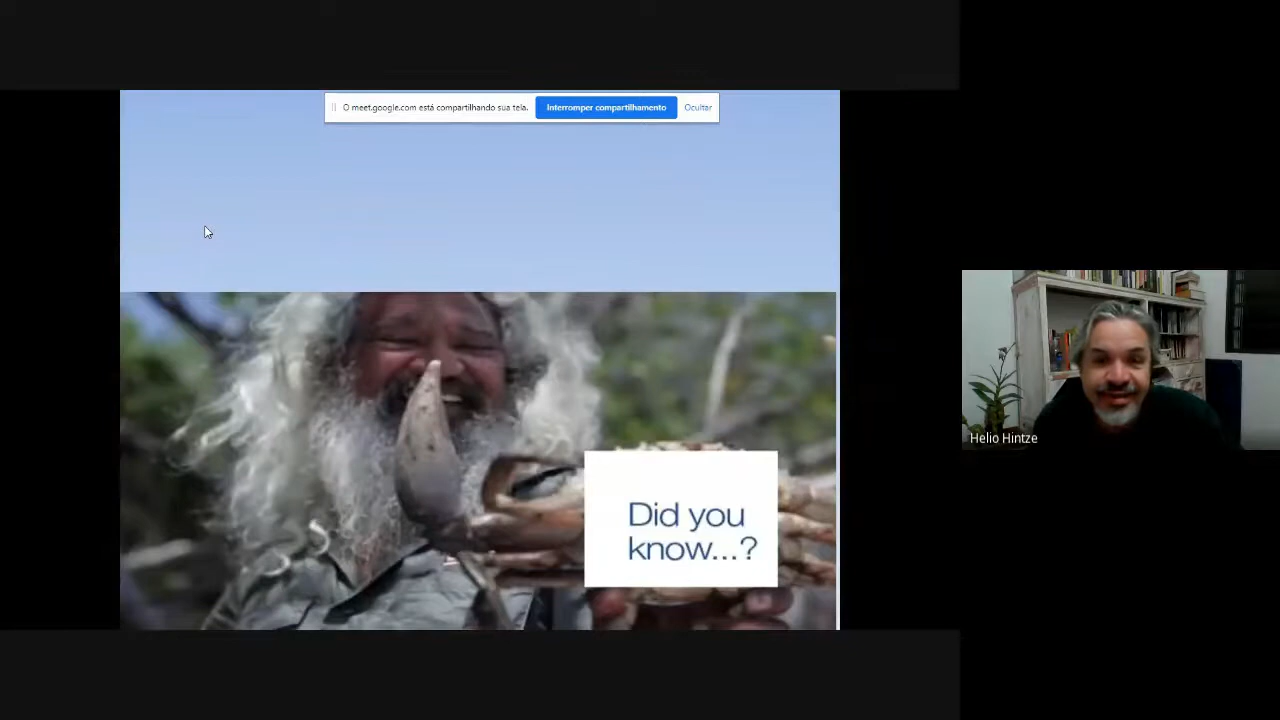 O meet.google.com está compartilhando sua tela. Interromper compartilhamento Ocultar
Helio Hintze
Did you
know...?